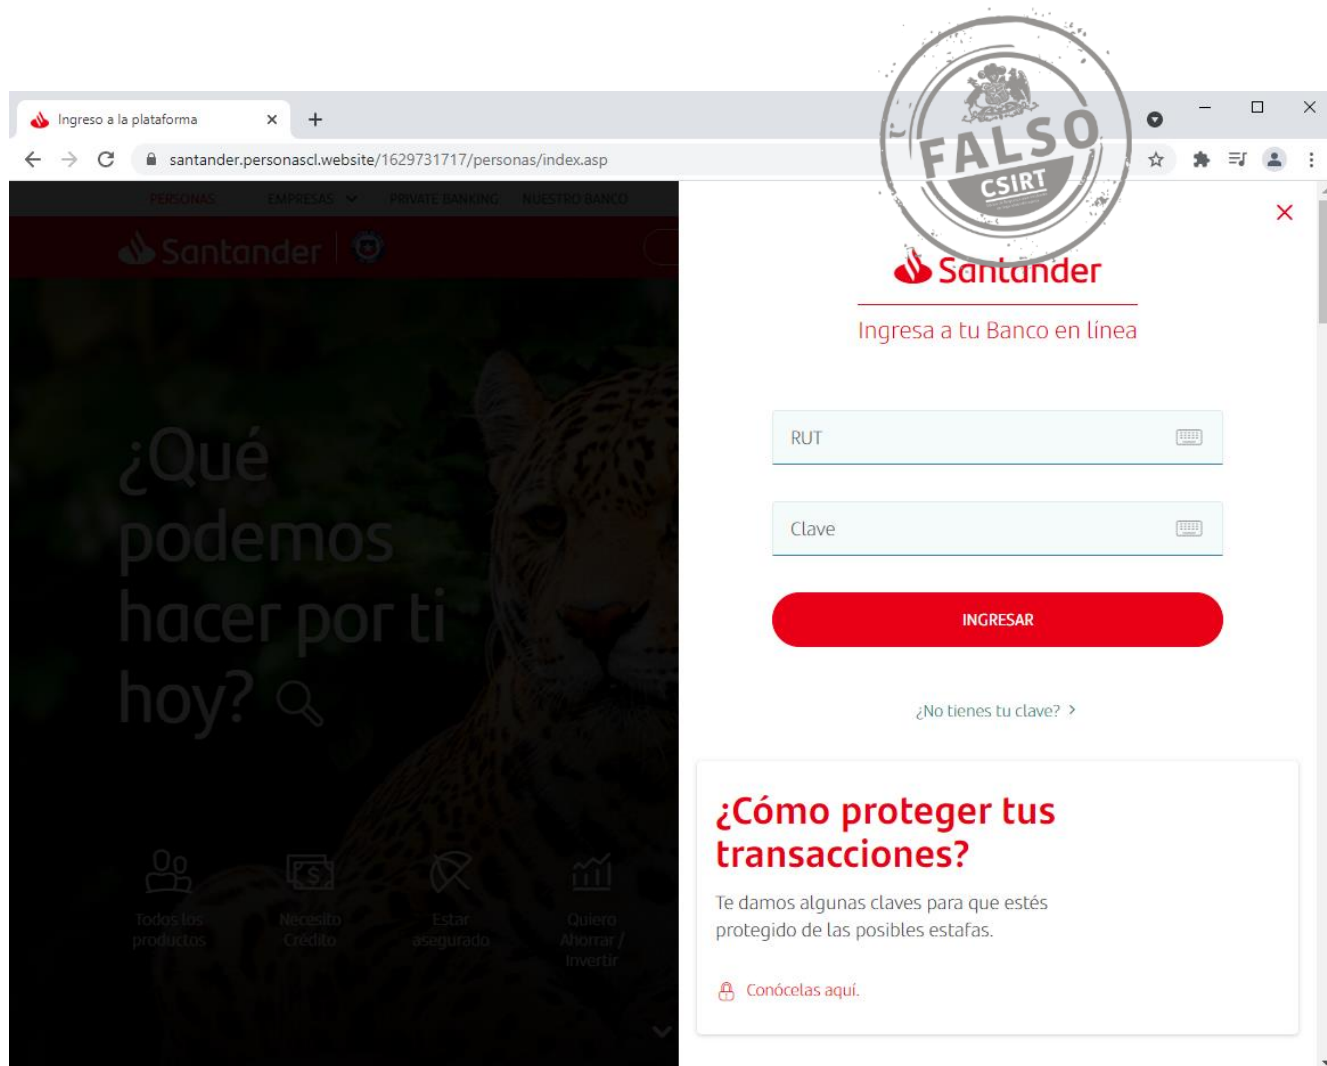 Ingreso a la plataforma
santander.personascl.website/1629731717/personas/index.asp
FALSO
CSIRT
PERSONAS EMPRESAS PRIVATE BANKING NUESTRO BANCO
Santander
¿Qué
podemos
hacer por ti
hoy?
Todos los
productos
Necesito
Crédito
Estar
asegurado
Quiero
Ahorrar /
Invertir
Santander
Ingresa a tu Banco en línea
RUT
Clave
INGRESAR
¿No tienes tu clave? >
¿Cómo proteger tus
transacciones?
Te damos algunas claves para que estés
protegido de las posibles estafas.
Conócelas aquí.